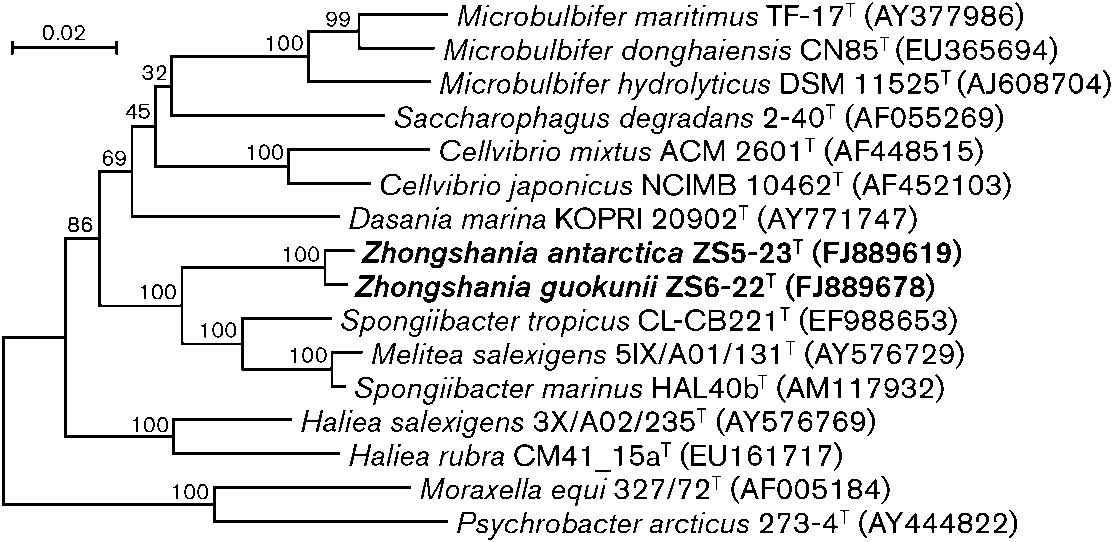 0.02
Microbulbifer maritimus TF-17ᵀ (AY377986)
99
Microbulbifer donghaiensis CN85ᵀ (EU365694)
100
Microbulbifer hydrolyticus DSM 11525ᵀ (AJ608704)
32
Saccharophagus degradans 2-40ᵀ (AF055269)
45
Cellvibrio mixtus ACM 2601ᵀ (AF448515)
100
69
Cellvibrio japonicus NCIMB 10462ᵀ (AF452103)
Dasania marina KOPRI 20902ᵀ (AY771747)
86
Zhongshania antarctica ZS5-23ᵀ (FJ889619)
100
Zhongshania guokunii ZS6-22ᵀ (FJ889678)
100
Spongiibacter tropicus CL-CB221ᵀ (EF988653)
100
Melitea salexigens 5IX/A01/131ᵀ (AY576729)
100
Spongiibacter marinus HAL40bᵀ (AM117932)
Haliea salexigens 3X/A02/235ᵀ (AY576769)
100
Haliea rubra CM41_15aᵀ (EU161717)
Moraxella equi 327/72ᵀ (AF005184)
100
Psychrobacter arcticus 273-4ᵀ (AY444822)